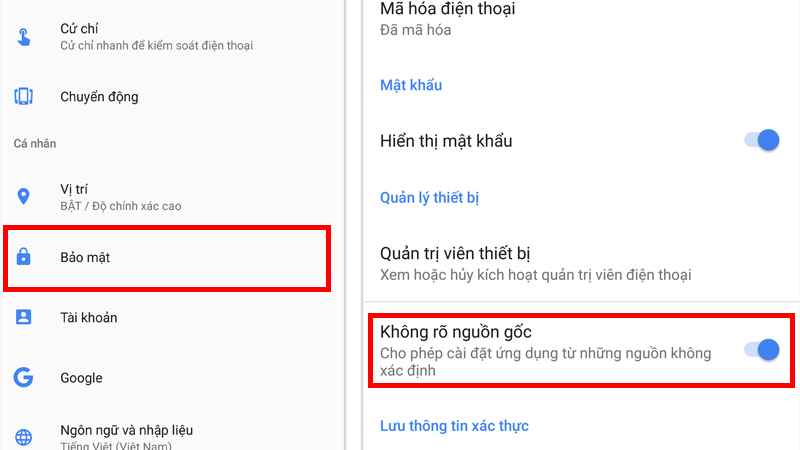 Cử chỉ
Cử chỉ nhanh để kiểm soát điện thoại
Chuyển động
Cá nhân
Vị trí
BẬT / Độ chính xác cao
Bảo mật
Tài khoản
Google
Ngôn ngữ và nhập liệu
Tiếng Việt (Việt Nam)
Mã hóa điện thoại
Đã mã hóa
Mật khẩu
Hiển thị mật khẩu
Quản lý thiết bị
Quản trị viên thiết bị
Xem hoặc hủy kích hoạt quản trị viên điện thoại
Không rõ nguồn gốc
Cho phép cài đặt ứng dụng từ những nguồn không
xác định
Lưu thông tin xác thực